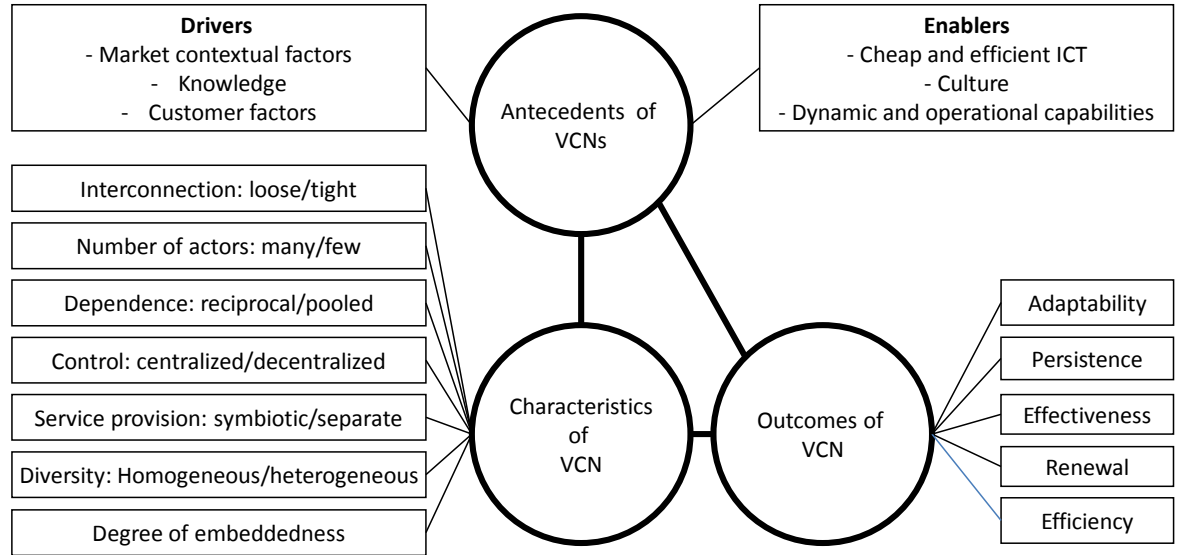 Drivers
- Market contextual factors
- Knowledge
- Customer factors
Enablers
- Cheap and efficient ICT
- Culture
- Dynamic and operational capabilities
Antecedents of
VCNs
Interconnection: loose/tight
Number of actors: many/few
Dependence: reciprocal/pooled
Control: centralized/decentralized
Service provision: symbiotic/separate
Diversity: Homogeneous/heterogeneous
Degree of embeddedness
Characteristics
of
VCN
Outcomes of
VCN
Adaptability
Persistence
Effectiveness
Renewal
Efficiency